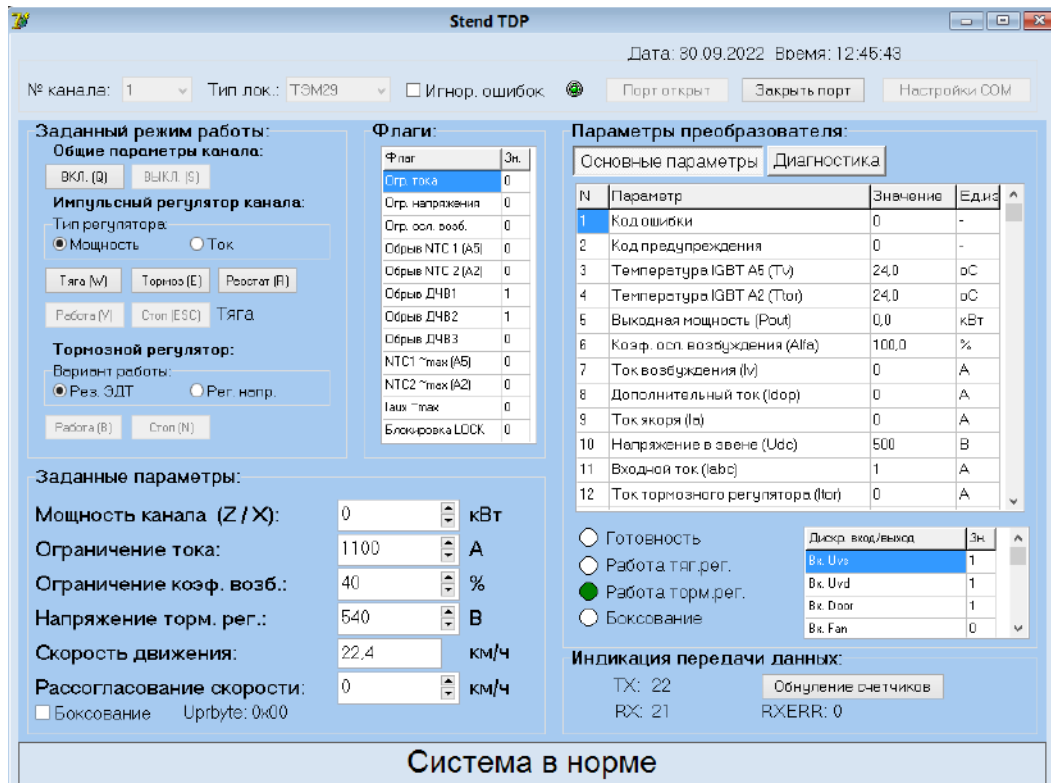 Stend TDP
Дата: 30.09.2022 Время: 12:45:43
№ канала: 1 Тип лок.: ТЭМ29 Игнор. ошибок Порт открыт Закрыть порт Настройки COM
Заданный режим работы:
Общие параметры канала:
ВКЛ. (Q) ВЫКЛ. (S)
Импульсный регулятор канала:
Тип регулятора:
Мощность Ток
Тяга (W) Тормоз (E) Реостат (R)
Работа (V) Стоп (ESC) Тяга
Тормозной регулятор:
Вариант работы:
Рез. ЭДТ Рег. напр.
Работа (B) Стоп (N)
Флаги:
Флаг Зн.
Огр. тока 0
Огр. напряжения 0
Огр. осл. возб. 0
Обрыв NTC 1 (A5) 0
Обрыв NTC 2 (A2) 0
Обрыв ДЧВ1 1
Обрыв ДЧВ2 1
Обрыв ДЧВ3 0
NTC1 ~max (A5) 0
NTC2 ~max (A2) 0
Iaux ~max 0
Блокировка LOCK 0
Параметры преобразователя:
Основные параметры Диагностика
N Параметр Значение Ед.из
1 Код ошибки 0 -
2 Код предупреждения 0 -
3 Температура IGBT A5 (Tv) 24,0 oC
4 Температура IGBT A2 (Ttor) 24,0 oC
5 Выходная мощность (Pout) 0,0 кВт
6 Коэф. осл. возбуждения (Alfa) 100,0 %
7 Ток возбуждения (Iv) 0 А
8 Дополнительный ток (Idop) 0 А
9 Ток якоря (Ia) 0 А
10 Напряжение в звене (Udc) 500 В
11 Входной ток (Iabc) 1 А
12 Ток тормозного регулятора (Itor) 0 А
Заданные параметры:
Мощность канала (Z / X): 0 кВт
Ограничение тока: 1100 А
Ограничение коэф. возб.: 40 %
Напряжение торм. рег.: 540 В
Скорость движения: 22,4 км/ч
Рассогласование скорости: 0 км/ч
Боксование Uprbyte: 0x00
Готовность
Работа тяг.рег.
Работа торм.рег.
Боксование
Дискр. вход/выход Зн.
Вх. Uvs 1
Вх. Uvd 1
Вх. Door 1
Вх. Fan 0
Индикация передачи данных:
TX: 22 Обнуление счетчиков
RX: 21 RXERR: 0
Система в норме